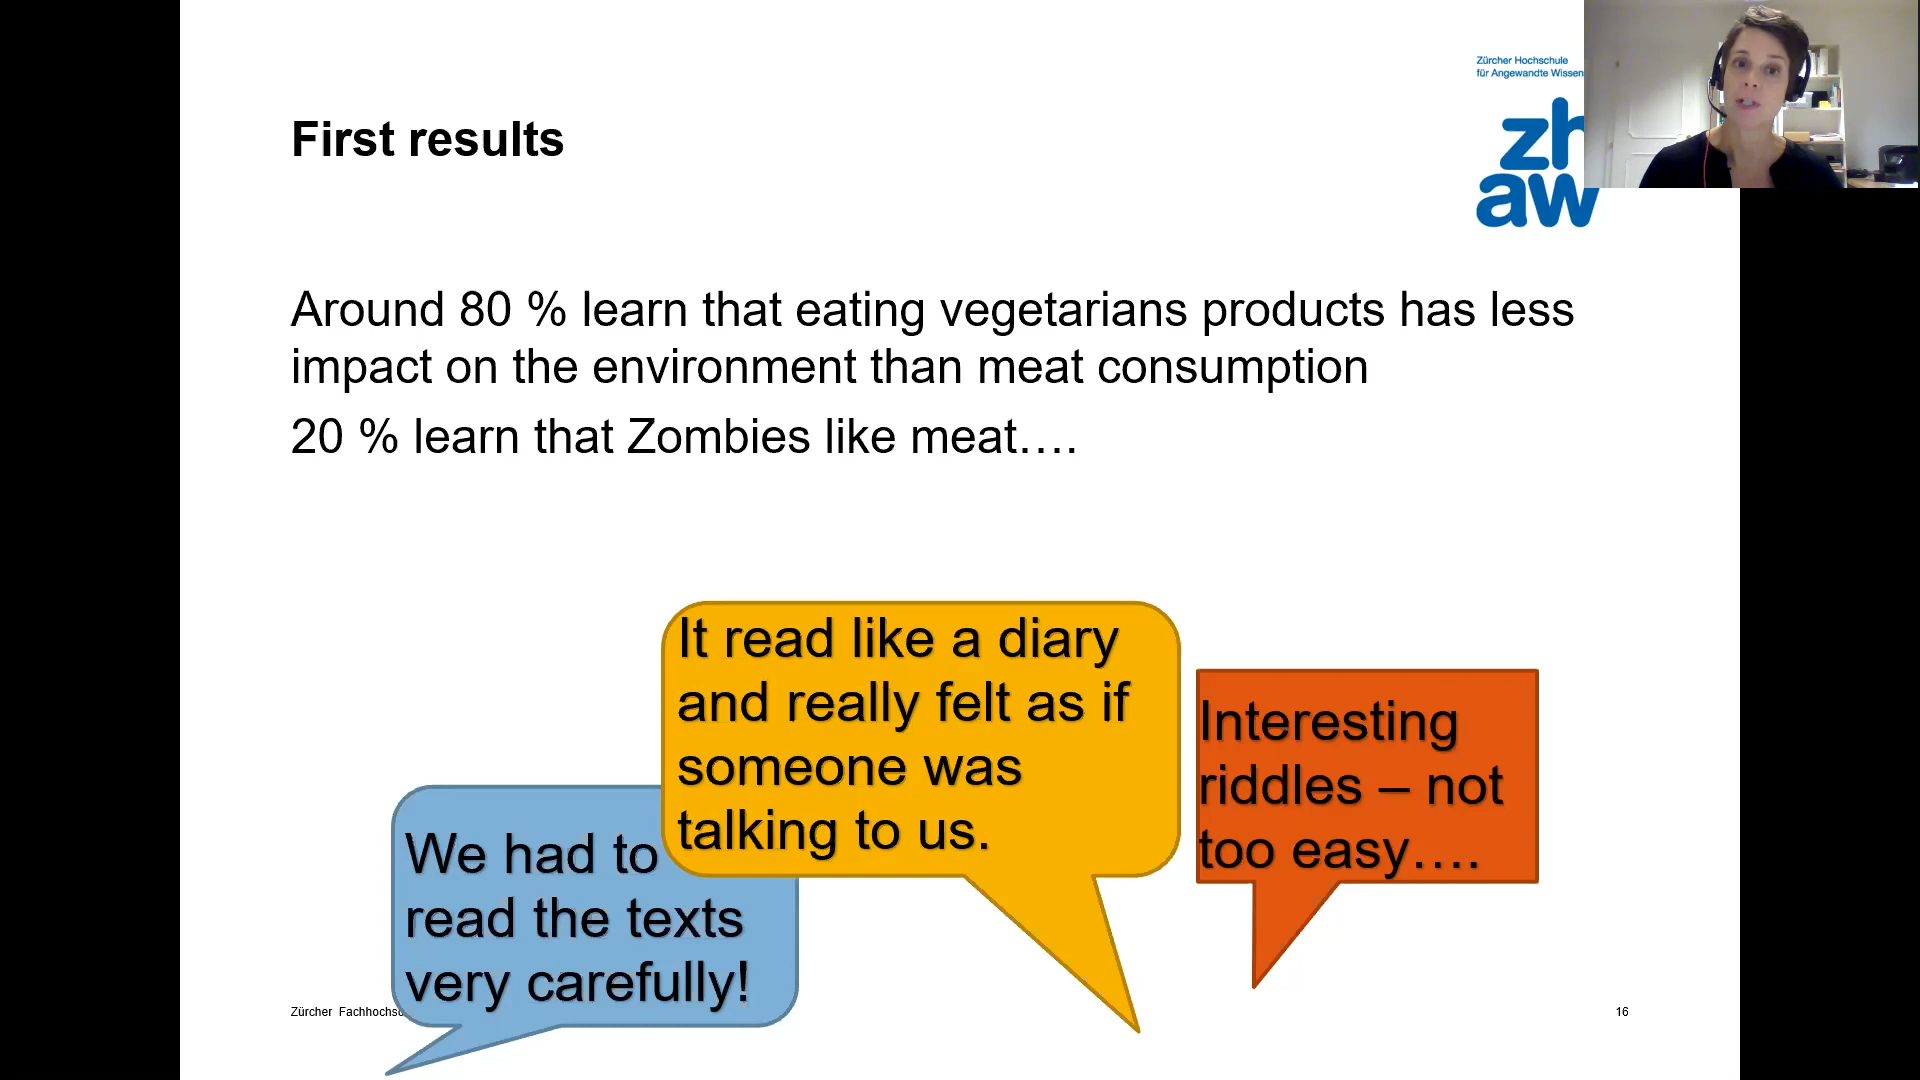 Zürcher Hochschule
für Angewandte Wissen
zh
aw
First results
Around 80 % learn that eating vegetarians products has less
impact on the environment than meat consumption
20 % learn that Zombies like meat….
It read like a diary
and really felt as if
someone was
talking to us.
Interesting
riddles – not
too easy….
We had to
read the texts
very carefully!
Zürcher Fachhochs
16